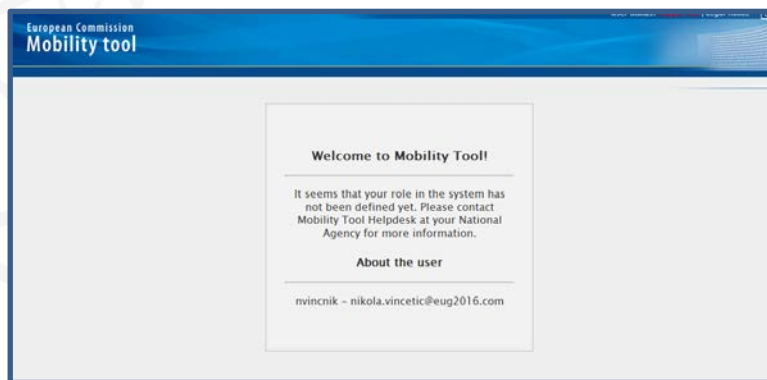 European Commission
Mobility tool
Welcome to Mobility Tool!
It seems that your role in the system has
not been defined yet. Please contact
Mobility Tool Helpdesk at your National
Agency for more information.
About the user
nvincnik – nikola.vincetic@eug2016.com